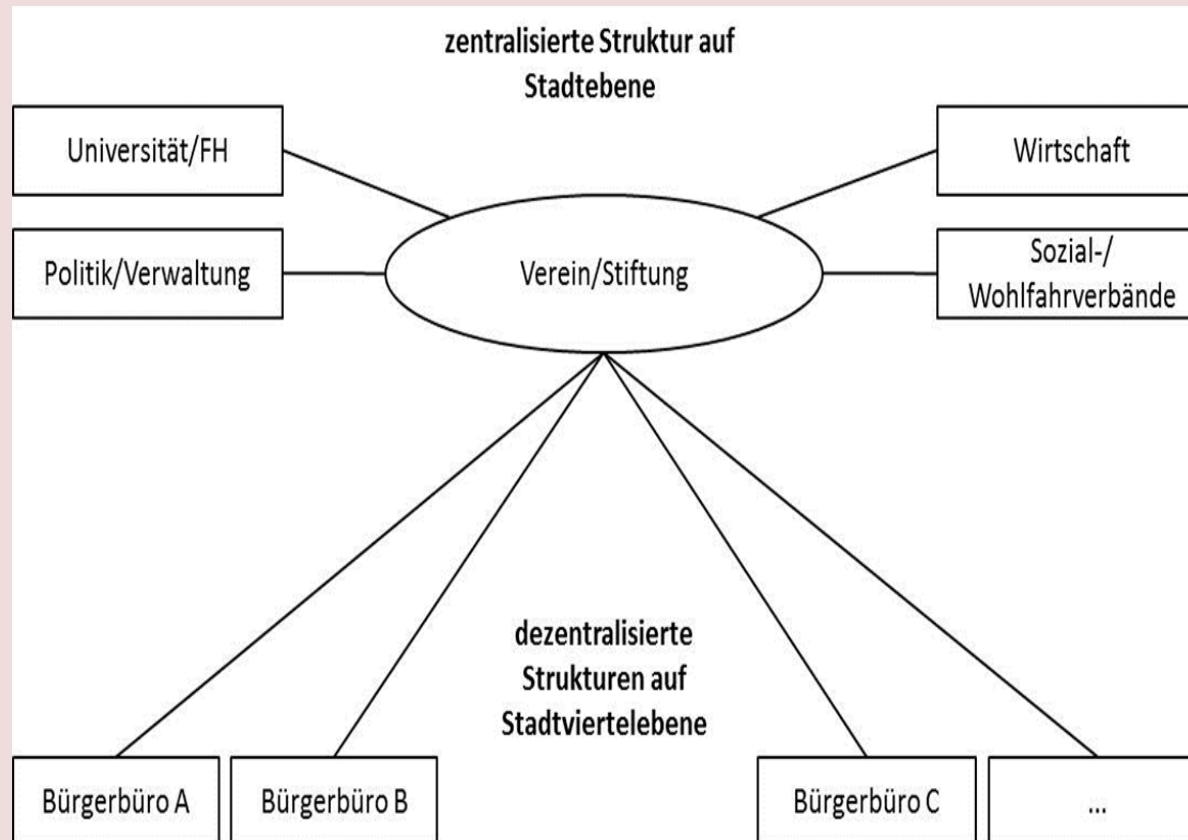 zentralisierte Struktur auf
Stadtebene
Universität/FH
Wirtschaft
Politik/Verwaltung
Verein/Stiftung
Sozial-/
Wohlfahrverbände
dezentralisierte
Strukturen auf
Stadtviertelebene
Bürgerbüro A
Bürgerbüro B
Bürgerbüro C
...